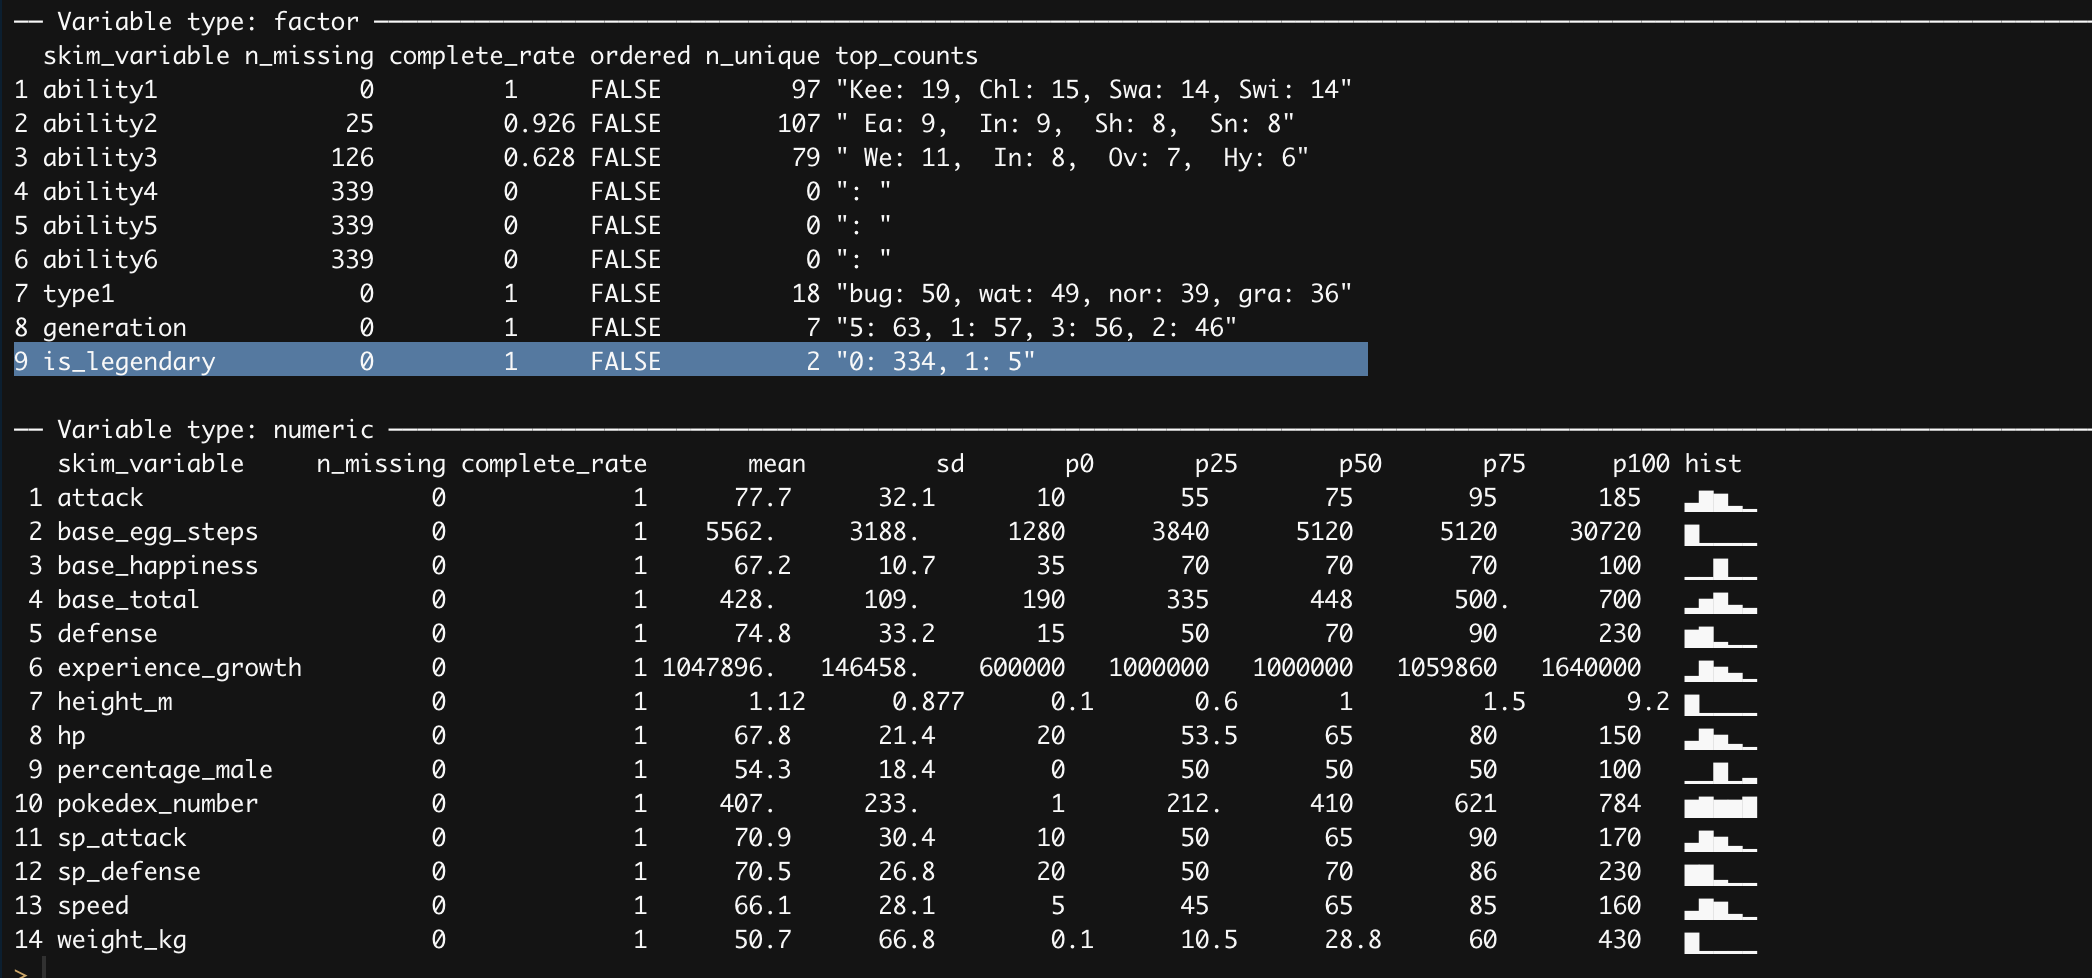 ── Variable type: factor ──
skim_variable n_missing complete_rate ordered n_unique top_counts
1 ability1 0 1 FALSE 97 "Kee: 19, Chl: 15, Swa: 14, Swi: 14"
2 ability2 25 0.926 FALSE 107 " Ea: 9,  In: 9,  Sh: 8,  Sn: 8"
3 ability3 126 0.628 FALSE 79 " We: 11,  In: 8,  Ov: 7,  Hy: 6"
4 ability4 339 0 FALSE 0 ": "
5 ability5 339 0 FALSE 0 ": "
6 ability6 339 0 FALSE 0 ": "
7 type1 0 1 FALSE 18 "bug: 50, wat: 49, nor: 39, gra: 36"
8 generation 0 1 FALSE 7 "5: 63, 1: 57, 3: 56, 2: 46"
9 is_legendary 0 1 FALSE 2 "0: 334, 1: 5"
── Variable type: numeric ──
skim_variable n_missing complete_rate mean sd p0 p25 p50 p75 p100 hist
1 attack 0 1 77.7 32.1 10 55 75 95 185 ▃▇▅▂▁
2 base_egg_steps 0 1 5562. 3188. 1280 3840 5120 5120 30720 ▇▁▁▁▁
3 base_happiness 0 1 67.2 10.7 35 70 70 70 100 ▁▁▇▁▁
4 base_total 0 1 428. 109. 190 335 448 500. 700 ▂▅▇▃▂
5 defense 0 1 74.8 33.2 15 50 70 90 230 ▆▇▂▁▁
6 experience_growth 0 1 1047896. 146458. 600000 1000000 1000000 1059860 1640000 ▂▇▅▃▁
7 height_m 0 1 1.12 0.877 0.1 0.6 1 1.5 9.2 ▇▁▁▁▁
8 hp 0 1 67.8 21.4 20 53.5 65 80 150 ▃▇▅▂▁
9 percentage_male 0 1 54.3 18.4 0 50 50 50 100 ▁▁▇▁▂
10 pokedex_number 0 1 407. 233. 1 212. 410 621 784 ▆▇▆▆▇
11 sp_attack 0 1 70.9 30.4 10 50 65 90 170 ▃▇▅▂▁
12 sp_defense 0 1 70.5 26.8 20 50 70 86 230 ▇▇▂▁▁
13 speed 0 1 66.1 28.1 5 45 65 85 160 ▃▇▆▂▁
14 weight_kg 0 1 50.7 66.8 0.1 10.5 28.8 60 430 ▇▁▁▁▁
>